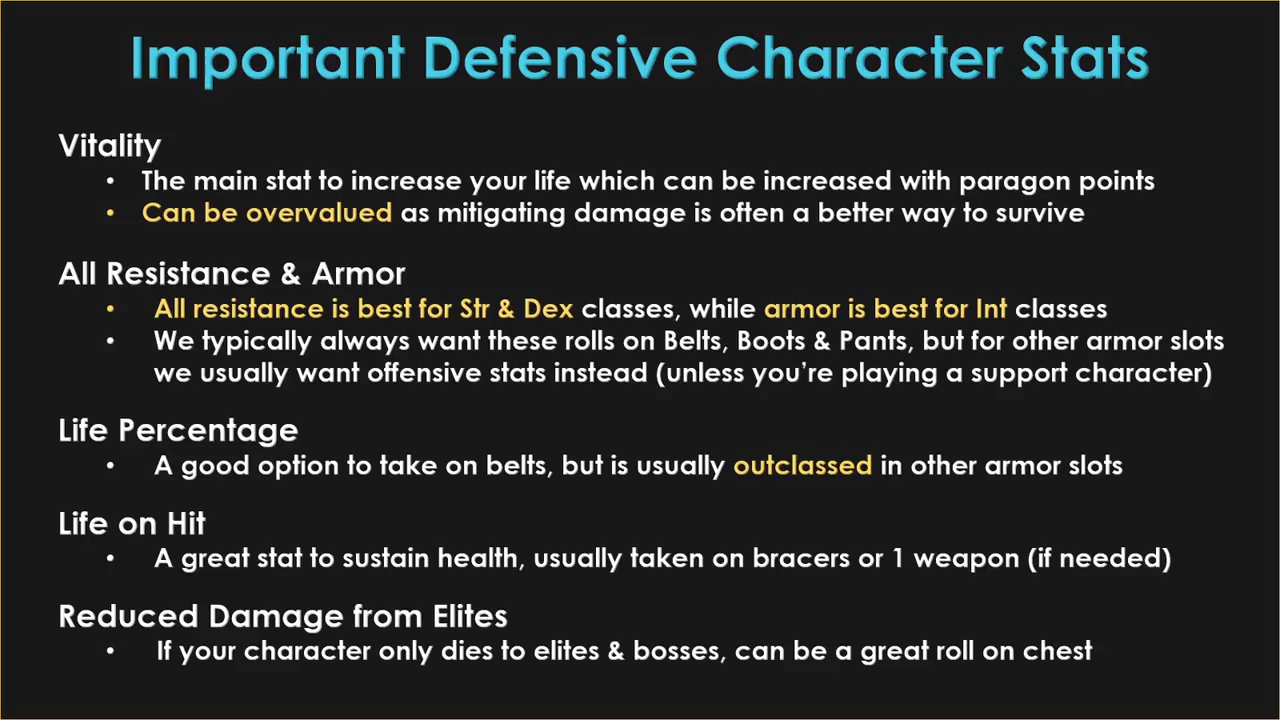 Important Defensive Character Stats
Vitality
• The main stat to increase your life which can be increased with paragon points
• Can be overvalued as mitigating damage is often a better way to survive
All Resistance & Armor
• All resistance is best for Str & Dex classes, while armor is best for Int classes
• We typically always want these rolls on Belts, Boots & Pants, but for other armor slots
we usually want offensive stats instead (unless you're playing a support character)
Life Percentage
• A good option to take on belts, but is usually outclassed in other armor slots
Life on Hit
• A great stat to sustain health, usually taken on bracers or 1 weapon (if needed)
Reduced Damage from Elites
• If your character only dies to elites & bosses, can be a great roll on chest